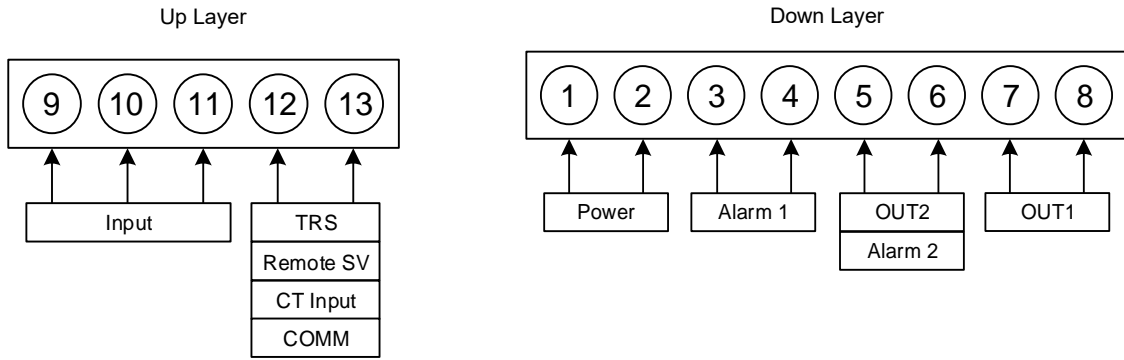 Up Layer
9 10 11 12 13
Input
TRS
Remote SV
CT Input
COMM
Down Layer
1 2 3 4 5 6 7 8
Power
Alarm 1
OUT2
Alarm 2
OUT1